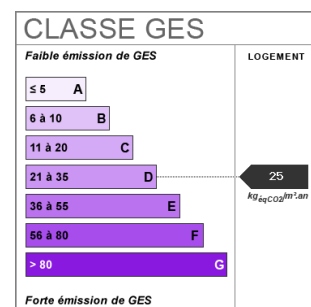 CLASSE GES
Faible émission de GES
LOGEMENT
≤ 5 A
6 à 10 B
11 à 20 C
21 à 35 D
25
kgéqCO2/m².an
36 à 55 E
56 à 80 F
> 80 G
Forte émission de GES